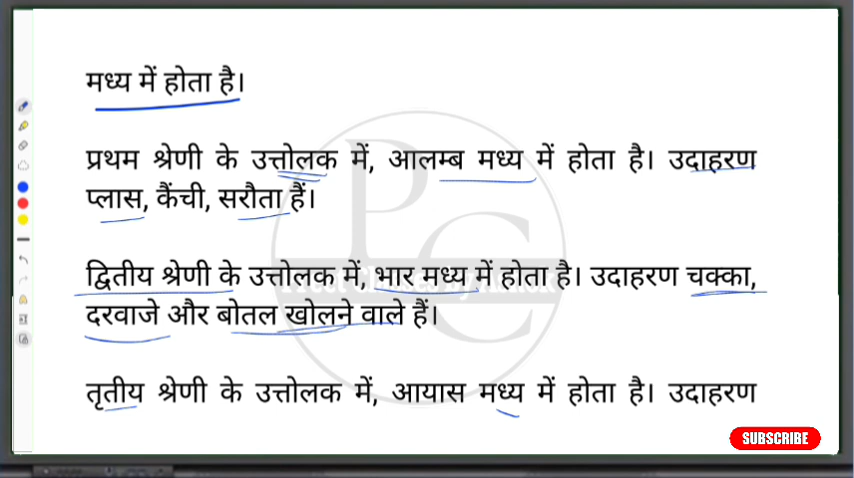 मध्य में होता है।
प्रथम श्रेणी के उत्तोलक में, आलम्ब मध्य में होता है। उदाहरण
प्लास, कैंची, सरौता हैं।
द्वितीय श्रेणी के उत्तोलक में, भार मध्य में होता है। उदाहरण चक्का,
दरवाजे और बोतल खोलने वाले हैं।
तृतीय श्रेणी के उत्तोलक में, आयास मध्य में होता है। उदाहरण
SUBSCRIBE